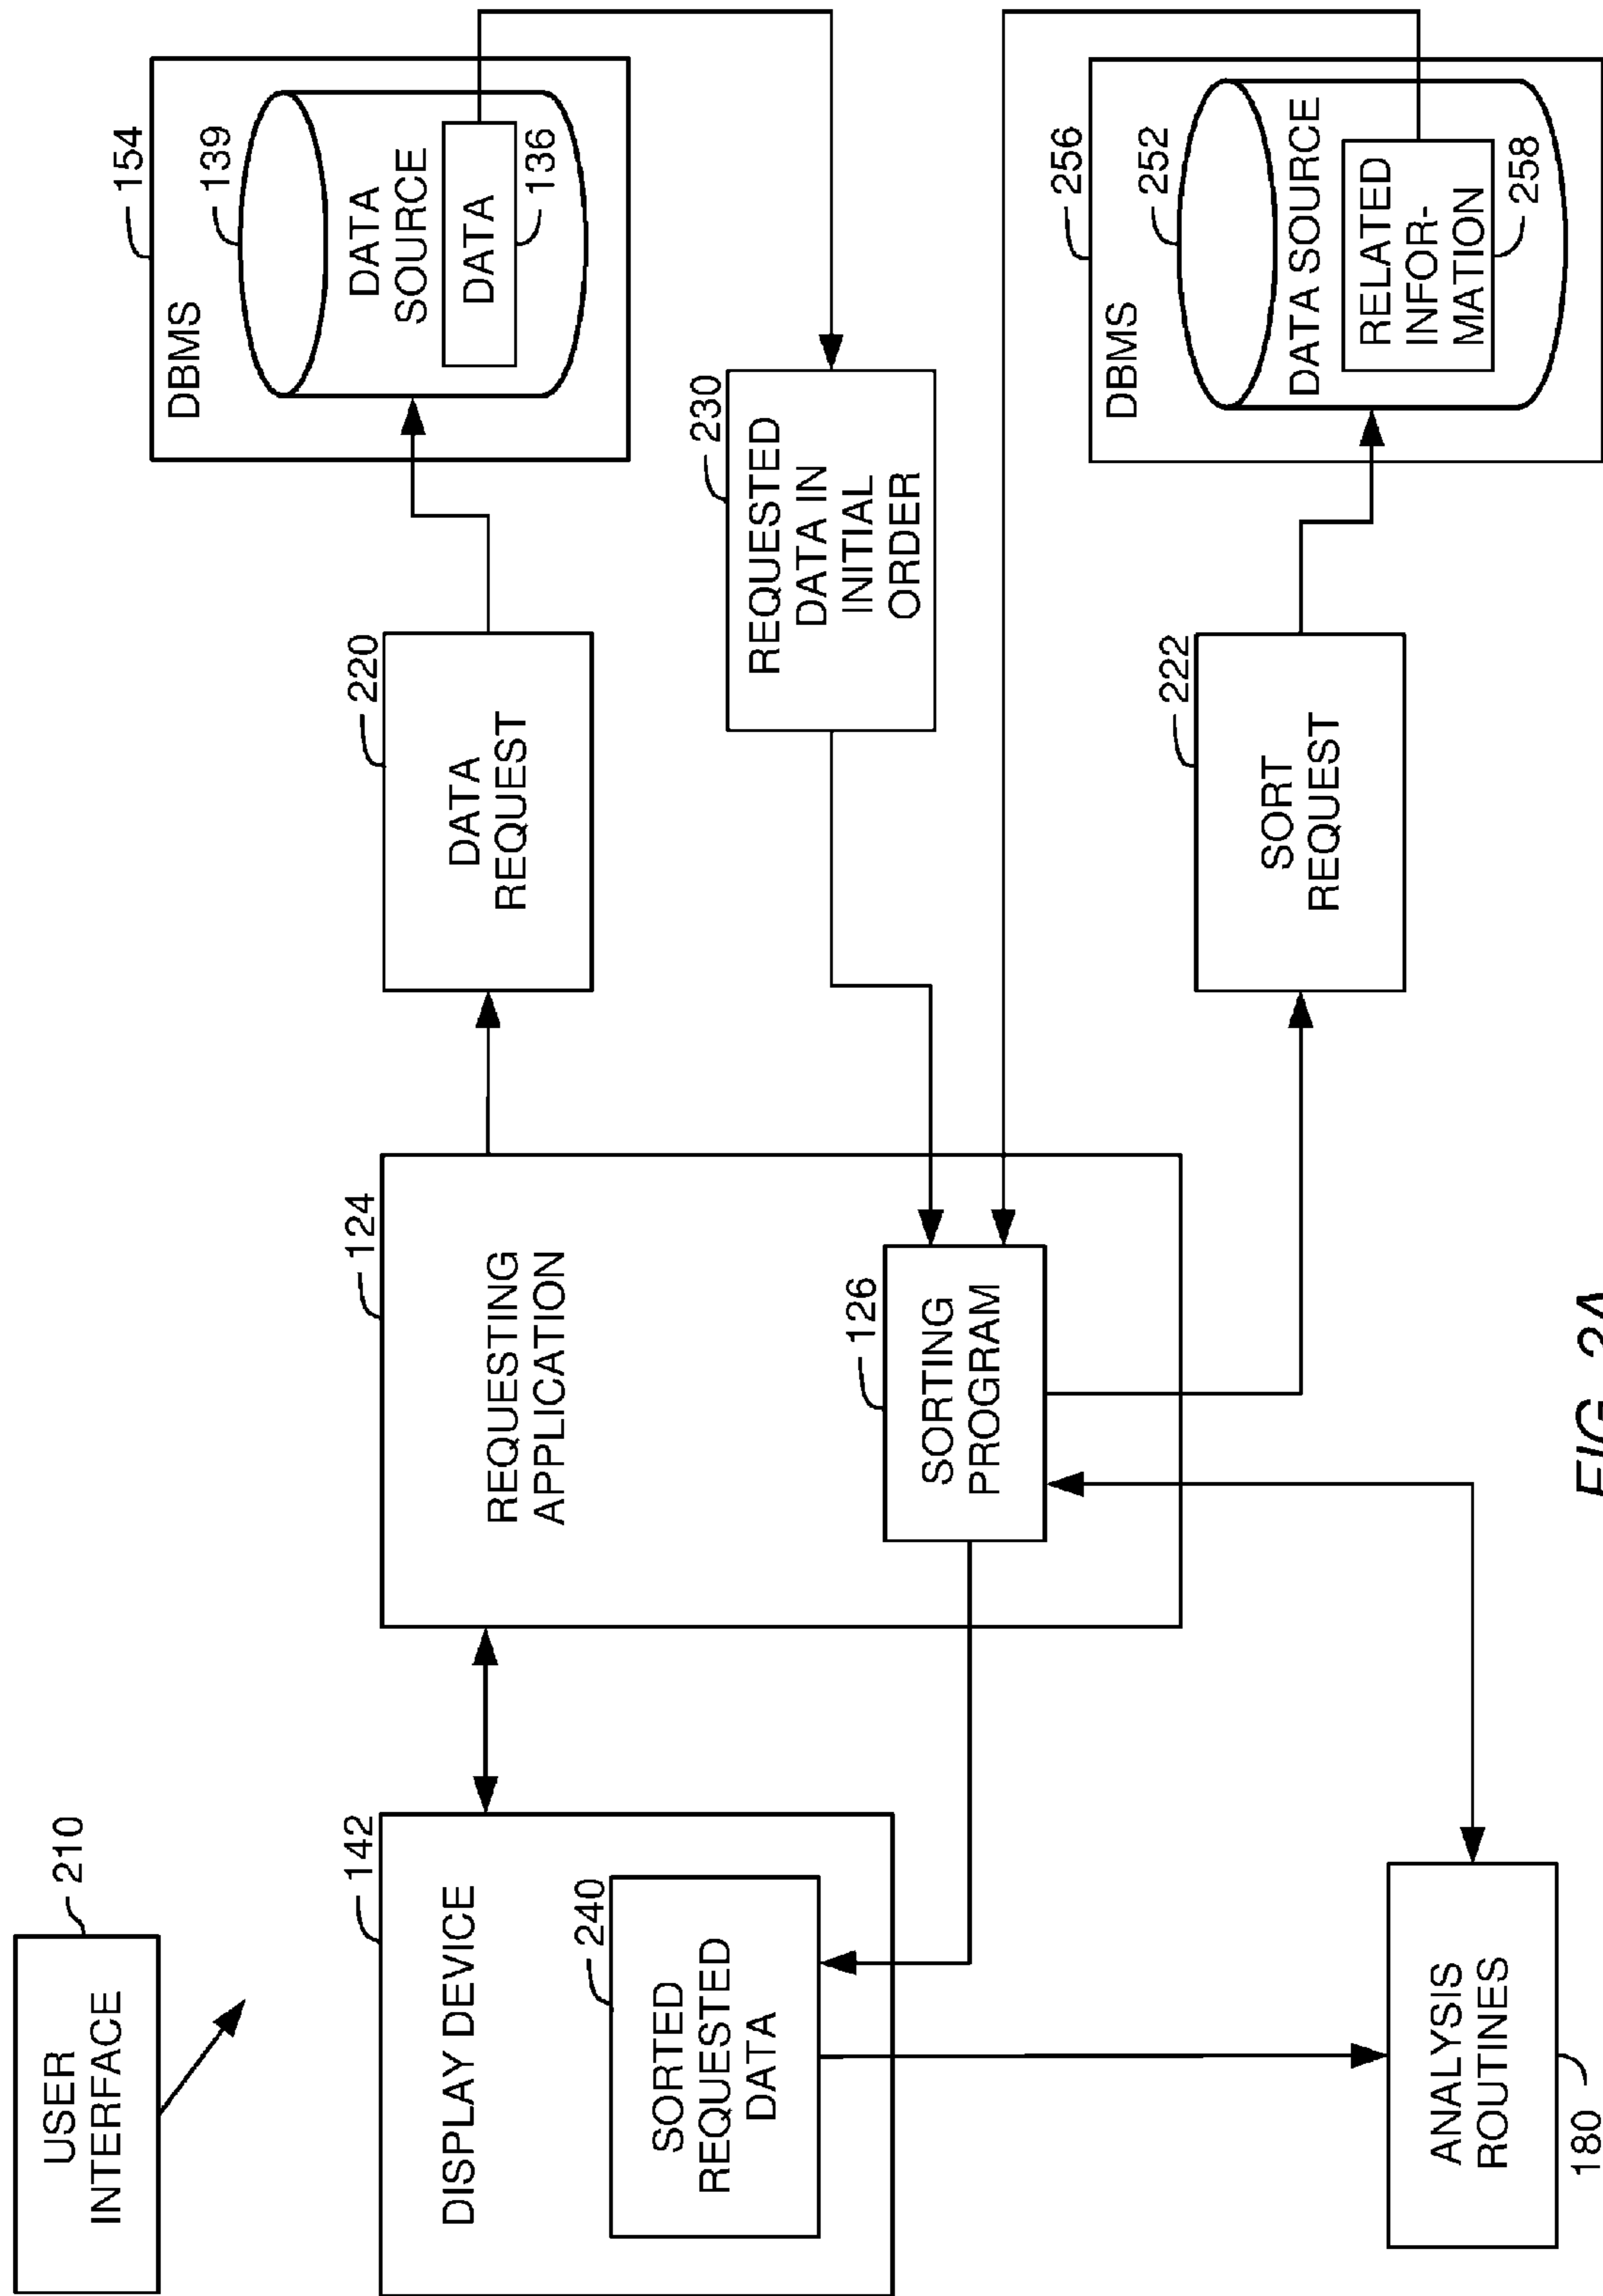 USER
INTERFACE
210
142
DISPLAY DEVICE
240
SORTED
REQUESTED
DATA
ANALYSIS
ROUTINES
180
124
REQUESTING
APPLICATION
126
SORTING
PROGRAM
220
DATA
REQUEST
230
REQUESTED
DATA IN
INITIAL
ORDER
222
SORT
REQUEST
154
DBMS
139
DATA
SOURCE
DATA
136
256
DBMS
252
DATA SOURCE
RELATED
INFOR-
MATION
258
FIG. 2A